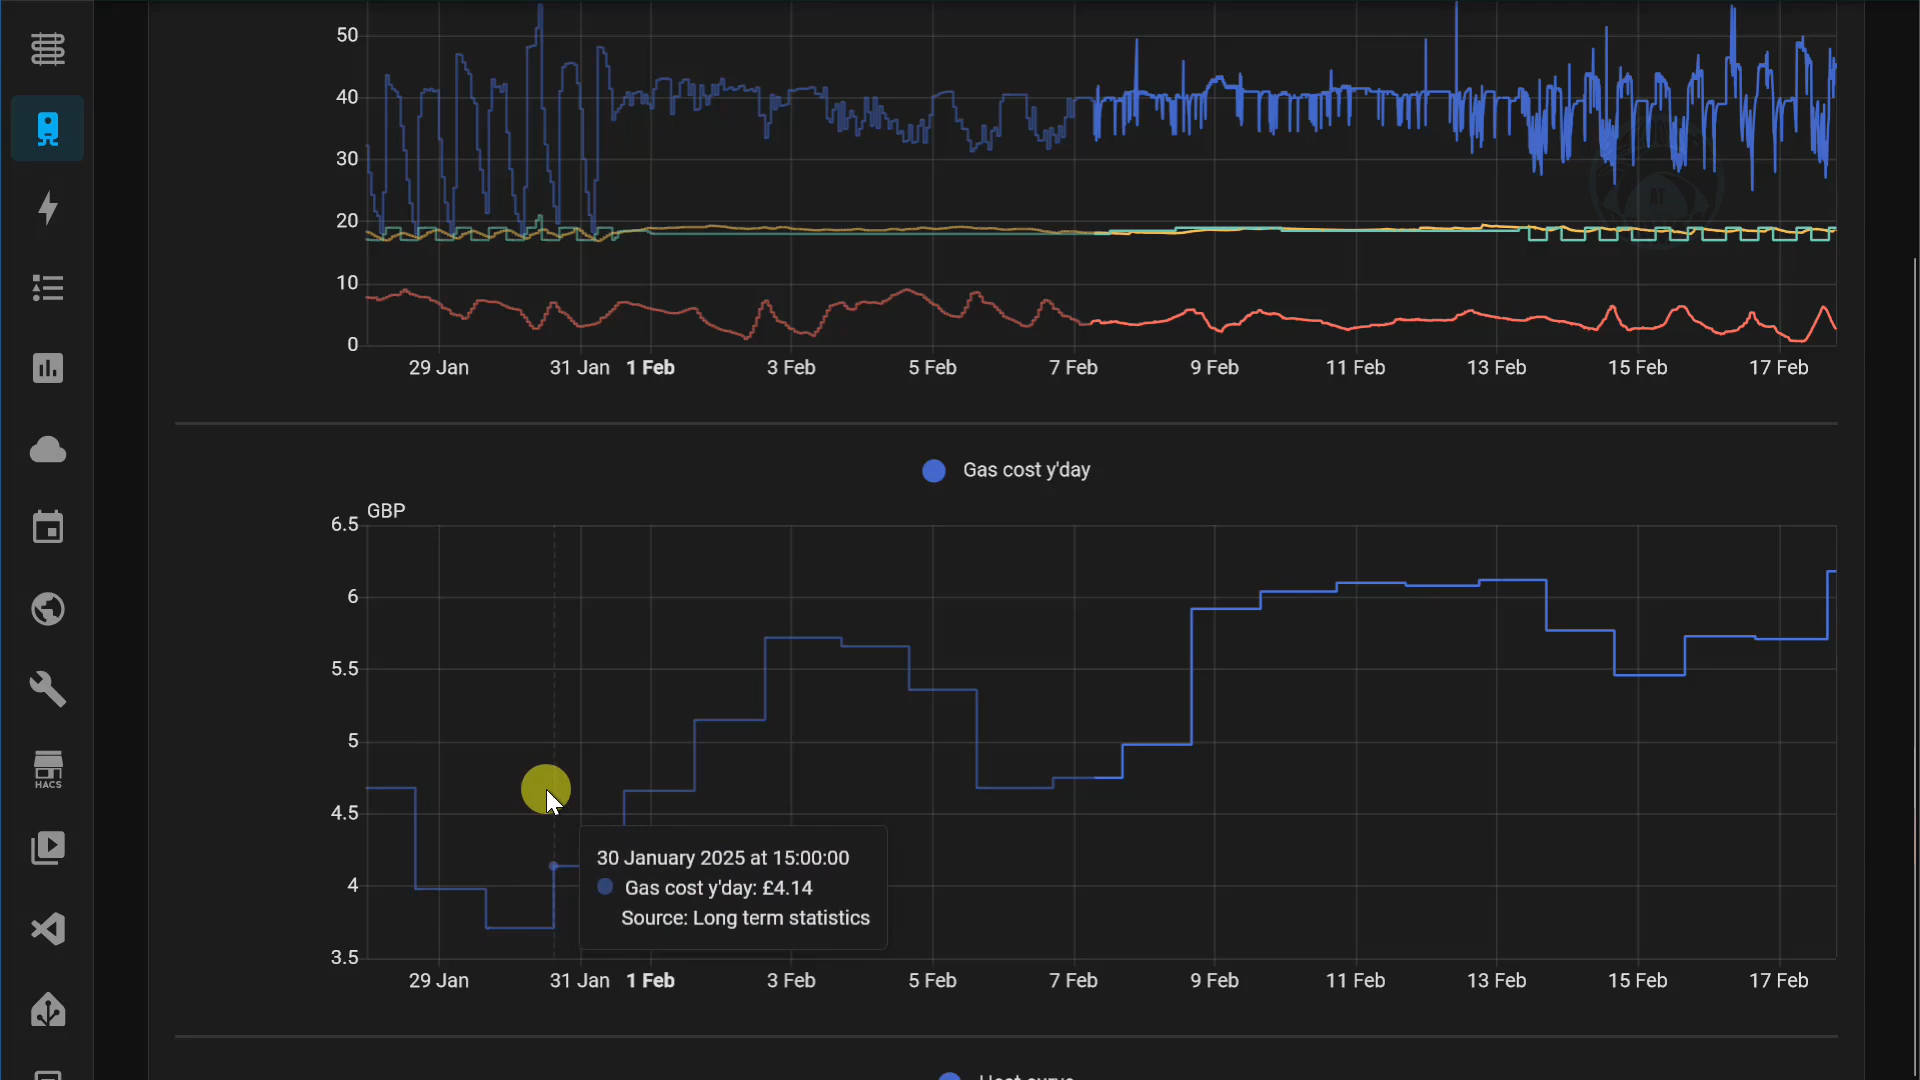 50
40
30
20
10
0
29 Jan 31 Jan 1 Feb 3 Feb 5 Feb 7 Feb 9 Feb 11 Feb 13 Feb 15 Feb 17 Feb
Gas cost y'day
GBP
6.5
6
5.5
5
4.5
4
3.5
30 January 2025 at 15:00:00
Gas cost y'day: £4.14
Source: Long term statistics
29 Jan 31 Jan 1 Feb 3 Feb 5 Feb 7 Feb 9 Feb 11 Feb 13 Feb 15 Feb 17 Feb
HACS
AT